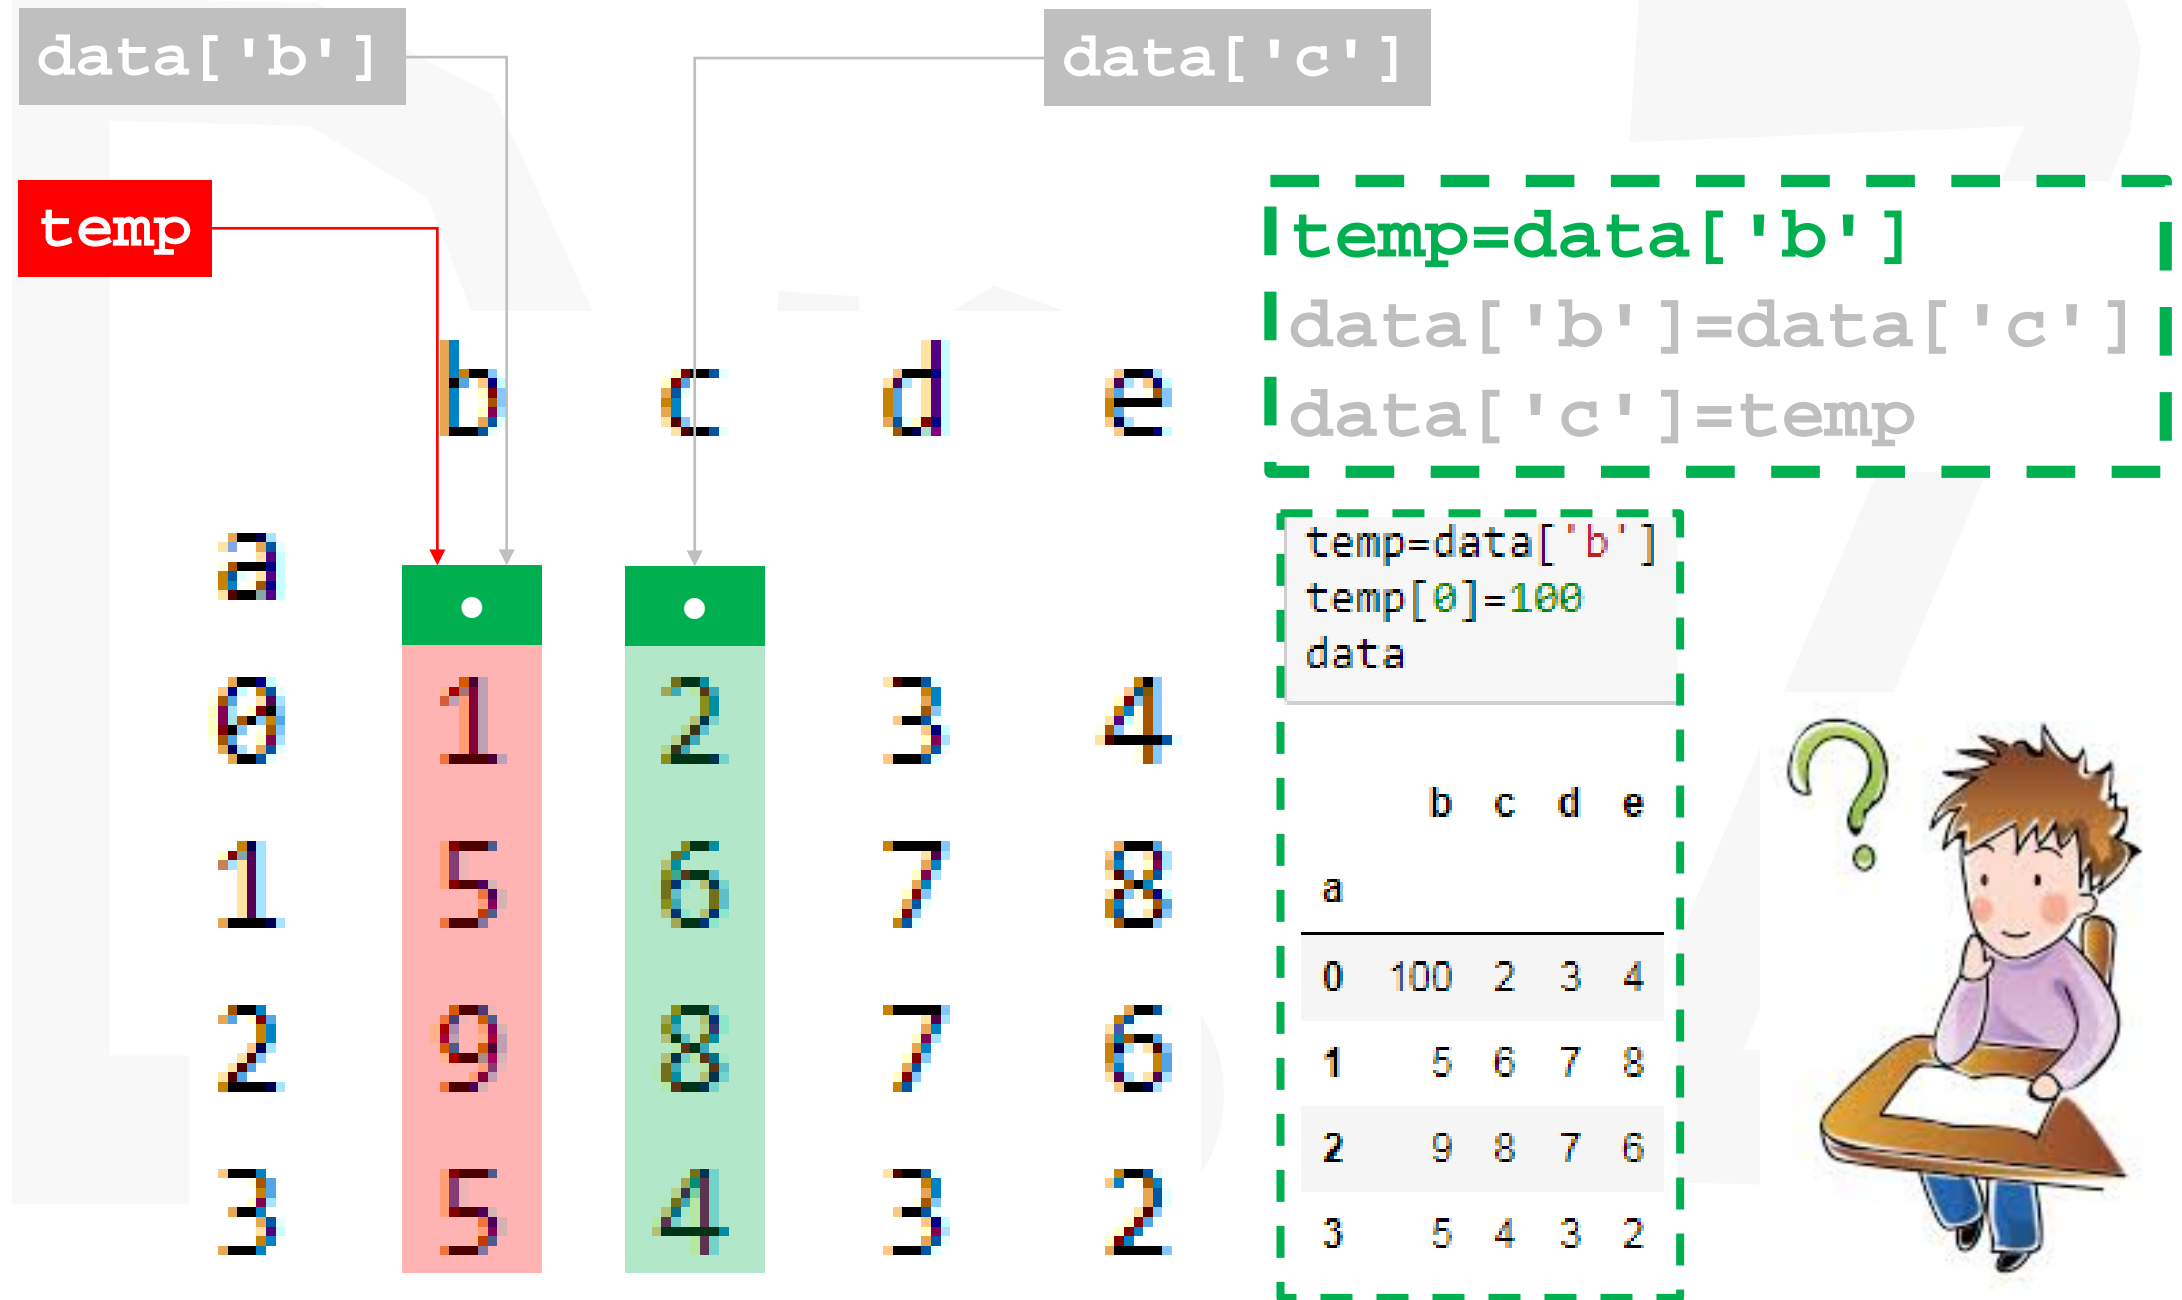 data['b']
data['c']
temp
temp=data['b']
data['b']=data['c']
data['c']=temp
b c d e
a
0 1 2 3 4
1 5 6 7 8
2 9 8 7 6
3 5 4 3 2
temp=data['b']
temp[0]=100
data
b c d e
a
0 100 2 3 4
1 5 6 7 8
2 9 8 7 6
3 5 4 3 2
?